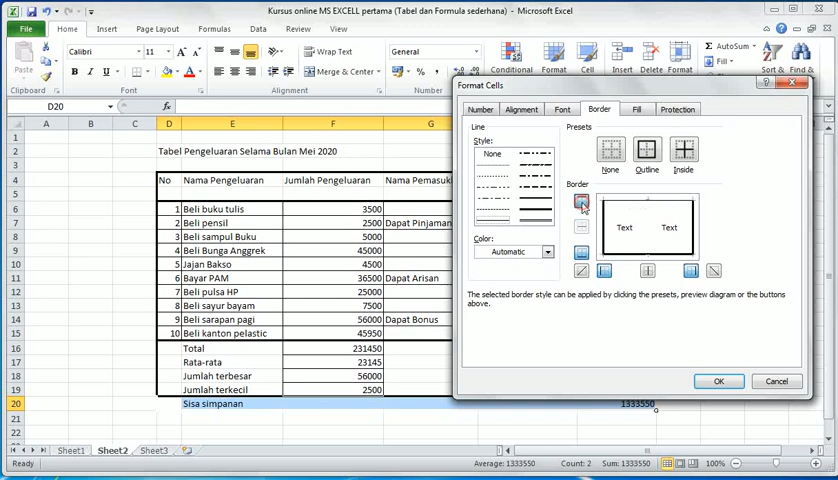 Kursus online MS EXCELL pertama (Tabel dan Formula sederhana) - Microsoft Excel
File Home Insert Page Layout Formulas Data Review View
Calibri 11 Wrap Text General AutoSum
Paste B I U Merge & Center % Conditional Format Cell Insert Delete Format Fill
Clipboard Font Alignment Number
D20 fx
A B C D E F G
1
2 Tabel Pengeluaran Selama Bulan Mei 2020
3
4 No Nama Pengeluaran Jumlah Pengeluaran Nama Pemasuk
6 1 Beli buku tulis 3500
7 2 Beli pensil 2500 Dapat Pinjaman
8 3 Beli sampul Buku 5000
9 4 Beli Bunga Anggrek 45000
10 5 Jajan Bakso 4500
11 6 Bayar PAM 36500 Dapat Arisan
12 7 Beli pulsa HP 25000
13 8 Beli sayur bayam 7500
14 9 Beli sarapan pagi 56000 Dapat Bonus
15 10 Beli kanton pelastic 45950
16 Total 231450
17 Rata-rata 23145
18 Jumlah terbesar 56000
19 Jumlah terkecil 2500
20 Sisa simpanan 1333550
21
22
Format Cells
Number Alignment Font Border Fill Protection
Line
Style:
None
Color:
Automatic
Presets
None Outline Inside
Border
Text Text
The selected border style can be applied by clicking the presets, preview diagram or the buttons
above.
OK Cancel
Sheet1 Sheet2 Sheet3
Ready Average: 1333550 Count: 2 Sum: 1333550 100%